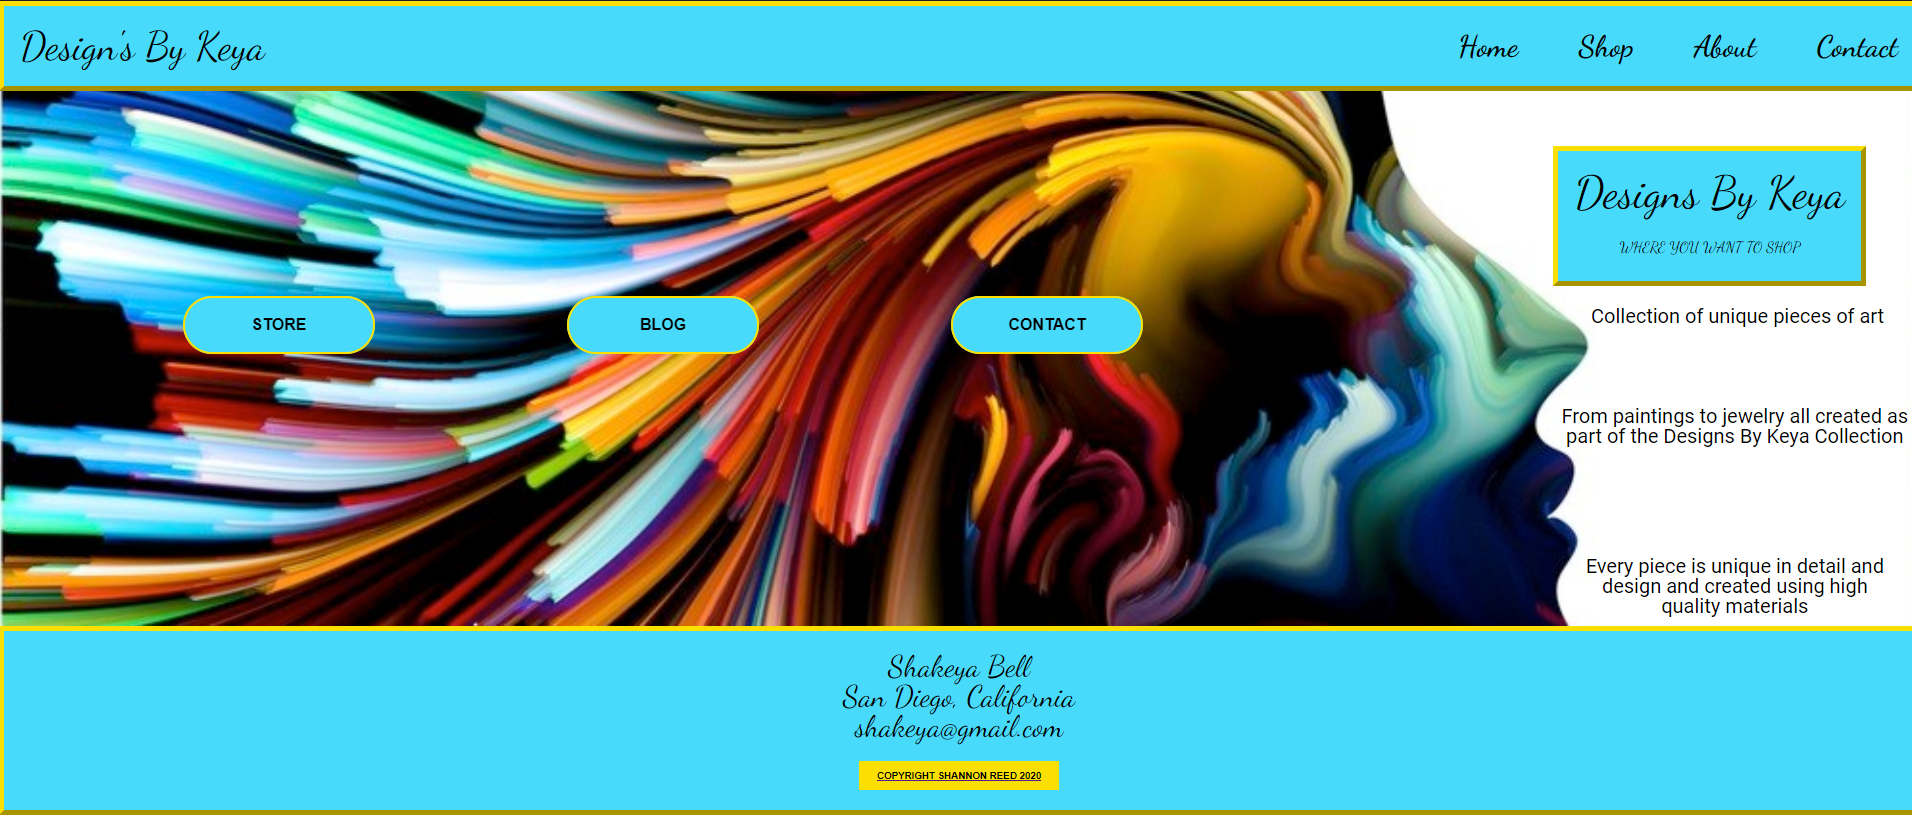 Design's By Keya
Home Shop About Contact
Designs By Keya
WHERE YOU WANT TO SHOP
STORE
BLOG
CONTACT
Collection of unique pieces of art
From paintings to jewelry all created as
part of the Designs By Keya Collection
Every piece is unique in detail and
design and created using high
quality materials
Shakeya Bell
San Diego, California
shakeya@gmail.com
COPYRIGHT SHANNON REED 2020